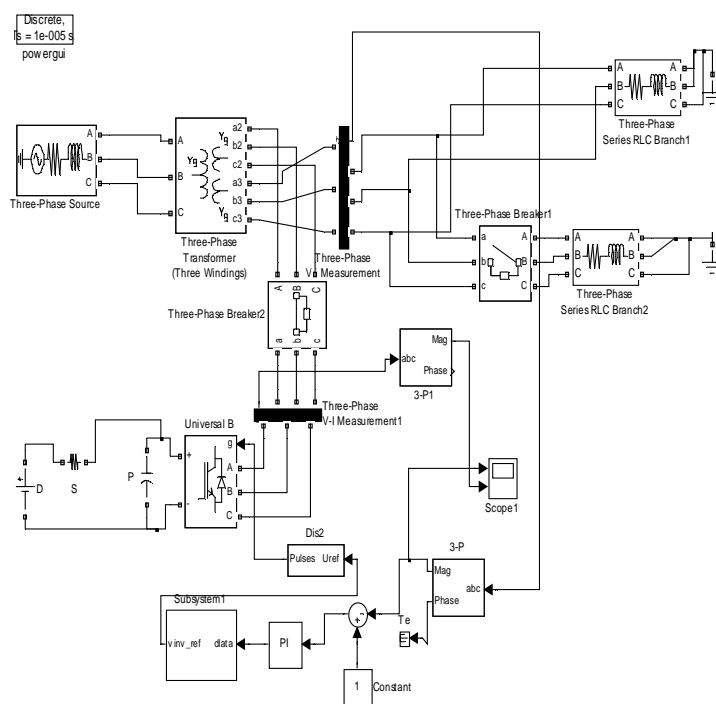 Discrete,
Ts = 1e-005 s
powergui
A
B
C
Three-Phase Source
A
B
C
Yg
Yg
Yg
a2
b2
c2
a3
b3
c3
Three-Phase
Transformer
(Three Windings)
Three-Phase
V-I Measurement
A
B
C
A
B
C
Three-Phase
Series RLC Branch1
Three-Phase Breaker1
a
b
c
A
B
C
A
B
C
A
B
C
Three-Phase
Series RLC Branch2
A
B
C
a
b
c
Three-Phase Breaker2
abc
Mag
Phase
3-P1
Three-Phase
V-I Measurement1
Universal B
g
A
B
C
+
-
D
S
P
+
Scope1
Dis2
Pulses
Uref
3-P
Mag
Phase
abc
Te
Subsystem1
vinv_ref
data
PI
1
Constant